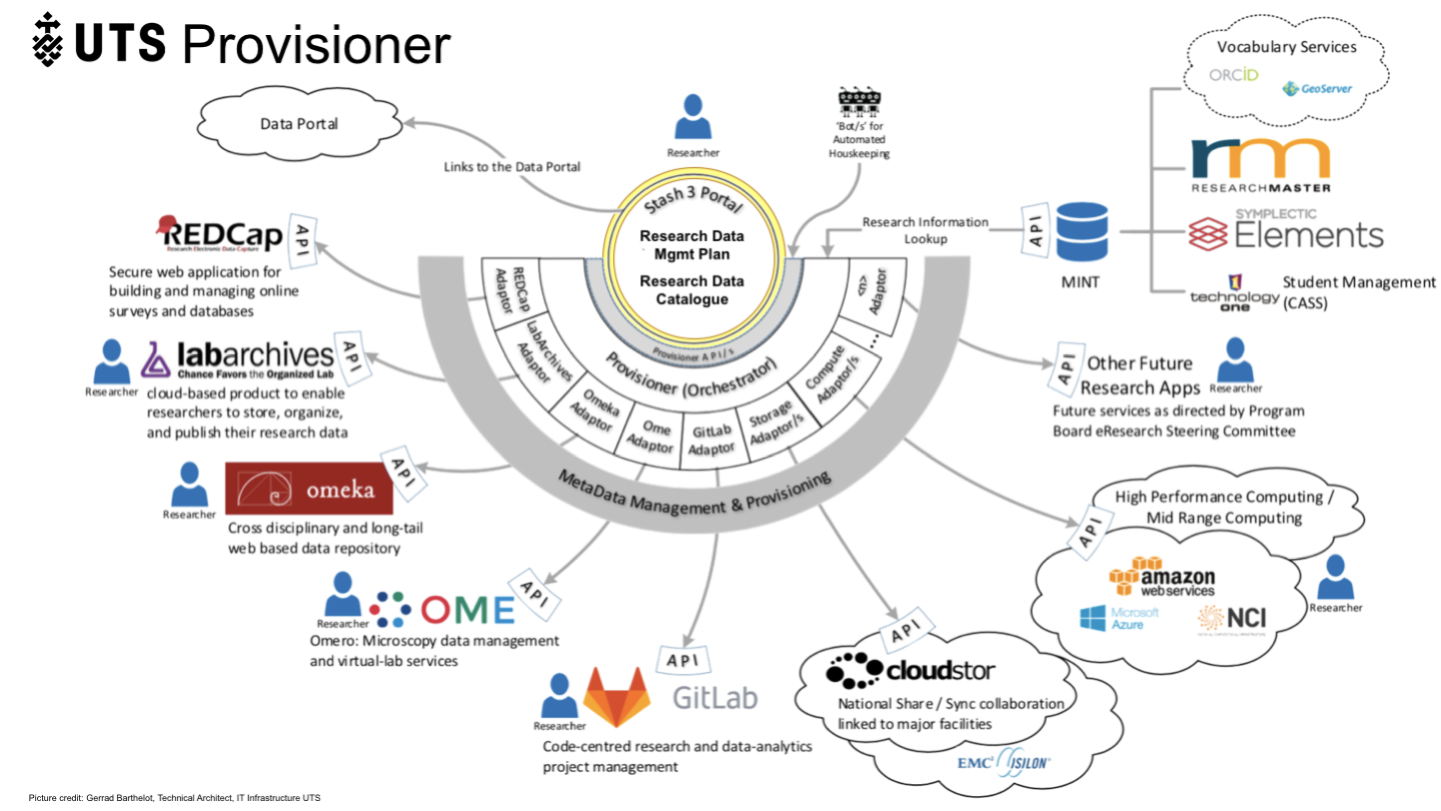 UTS Provisioner
Data Portal
Links to the Data Portal
Researcher
'Bot/s' for
Automated
Houskeeping
Vocabulary Services
ORCID
GeoServer
rm
RESEARCHMASTER
SYMPLECTIC
Elements
technology
one
Student Management
(CASS)
API
MINT
Research Information
Lookup
Stash 3 Portal
Research Data
Mgmt Plan
Research Data
Catalogue
Provisioner API/s
Provisioner (Orchestrator)
REDCap
Adaptor
LabArchives
Adaptor
Omeka
Adaptor
Ome
Adaptor
GitLab
Adaptor
Storage
Adaptor/s
Compute
Adaptor/s
...
<n>
Adaptor
MetaData Management & Provisioning
REDCap
Research Electronic Data Capture
API
Secure web application for
building and managing online
surveys and databases
Researcher
labarchives
Chance Favors the Organized Lab
API
cloud-based product to enable
researchers to store, organize,
and publish their research data
Researcher
omeka
API
Cross disciplinary and long-tail
web based data repository
Researcher
OME
API
Omero: Microscopy data management
and virtual-lab services
Researcher
GitLab
API
Code-centred research and data-analytics
project management
API
cloudstor
National Share / Sync collaboration
linked to major facilities
EMC² ISILON
API
High Performance Computing /
Mid Range Computing
amazon
webservices
Microsoft
Azure
NCI
Researcher
API
Other Future
Research Apps
Researcher
Future services as directed by Program
Board eResearch Steering Committee
Picture credit: Gerrad Barthelot, Technical Architect, IT Infrastructure UTS